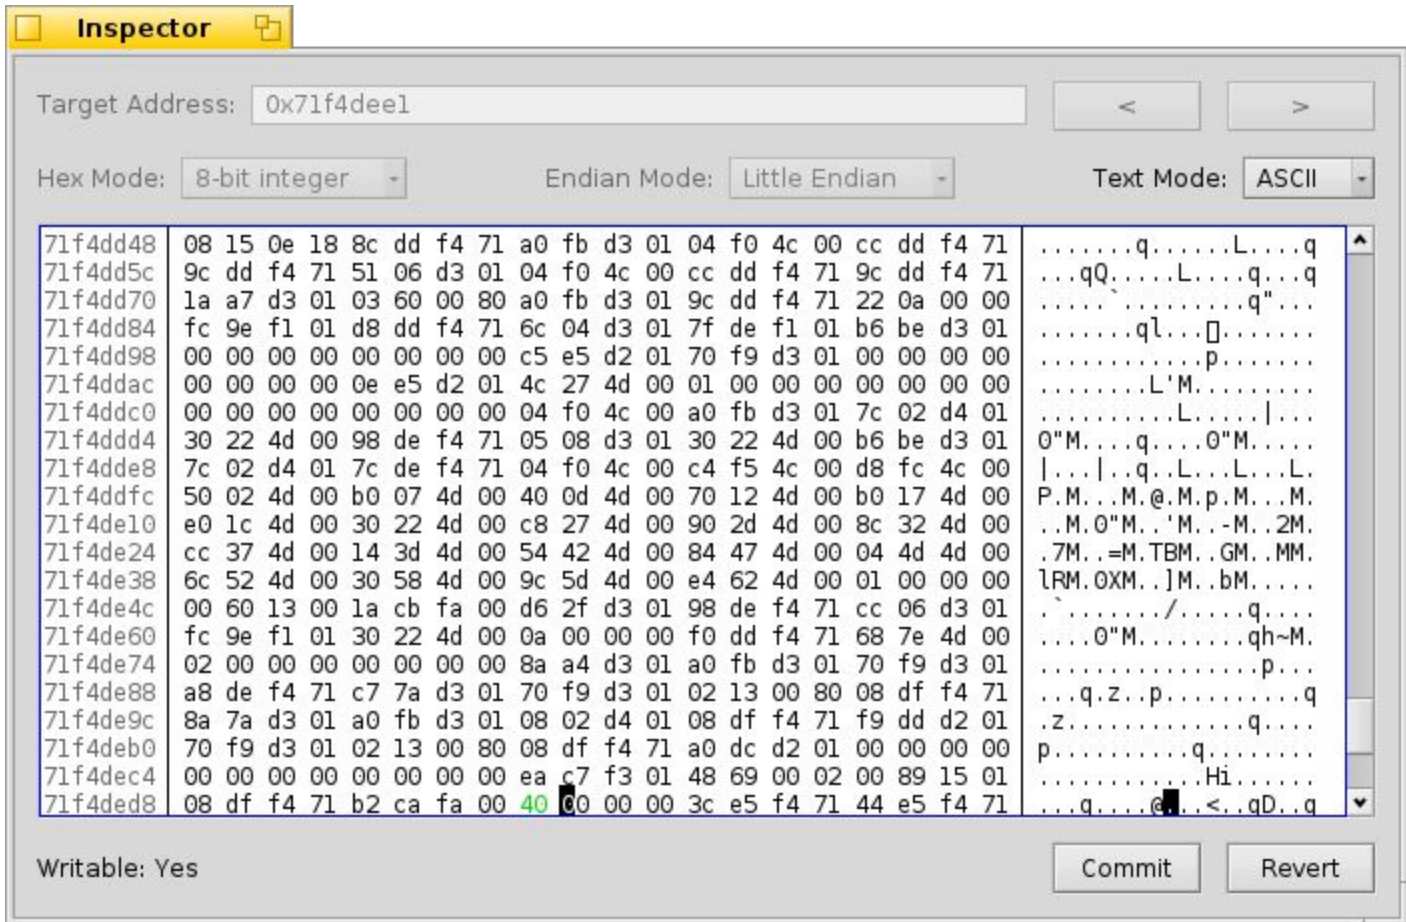 Inspector
Target Address: 0x71f4dee1 < >
Hex Mode: 8-bit integer Endian Mode: Little Endian Text Mode: ASCII
71f4dd48 08 15 0e 18 8c dd f4 71 a0 fb d3 01 04 f0 4c 00 cc dd f4 71 .......q......L....q
71f4dd5c 9c dd f4 71 51 06 d3 01 04 f0 4c 00 cc dd f4 71 9c dd f4 71 ...qQ.....L....q...q
71f4dd70 1a a7 d3 01 03 60 00 80 a0 fb d3 01 9c dd f4 71 22 0a 00 00 .....`.........q"...
71f4dd84 fc 9e f1 01 d8 dd f4 71 6c 04 d3 01 7f de f1 01 b6 be d3 01 .......ql...▯.......
71f4dd98 00 00 00 00 00 00 00 00 c5 e5 d2 01 70 f9 d3 01 00 00 00 00 ............p.......
71f4ddac 00 00 00 00 0e e5 d2 01 4c 27 4d 00 01 00 00 00 00 00 00 00 ........L'M.........
71f4ddc0 00 00 00 00 00 00 00 00 04 f0 4c 00 a0 fb d3 01 7c 02 d4 01 ..........L.....|...
71f4ddd4 30 22 4d 00 98 de f4 71 05 08 d3 01 30 22 4d 00 b6 be d3 01 0"M....q....0"M.....
71f4dde8 7c 02 d4 01 7c de f4 71 04 f0 4c 00 c4 f5 4c 00 d8 fc 4c 00 |...|..q..L...L...L.
71f4ddfc 50 02 4d 00 b0 07 4d 00 40 0d 4d 00 70 12 4d 00 b0 17 4d 00 P.M...M.@.M.p.M...M.
71f4de10 e0 1c 4d 00 30 22 4d 00 c8 27 4d 00 90 2d 4d 00 8c 32 4d 00 ..M.0"M..'M..-M..2M.
71f4de24 cc 37 4d 00 14 3d 4d 00 54 42 4d 00 84 47 4d 00 04 4d 4d 00 .7M..=M.TBM..GM..MM.
71f4de38 6c 52 4d 00 30 58 4d 00 9c 5d 4d 00 e4 62 4d 00 01 00 00 00 lRM.0XM..]M..bM.....
71f4de4c 00 60 13 00 1a cb fa 00 d6 2f d3 01 98 de f4 71 cc 06 d3 01 .`......./.....q....
71f4de60 fc 9e f1 01 30 22 4d 00 0a 00 00 00 f0 dd f4 71 68 7e 4d 00 ....0"M........qh~M.
71f4de74 02 00 00 00 00 00 00 00 8a a4 d3 01 a0 fb d3 01 70 f9 d3 01 ................p...
71f4de88 a8 de f4 71 c7 7a d3 01 70 f9 d3 01 02 13 00 80 08 df f4 71 ...q.z..p..........q
71f4de9c 8a 7a d3 01 a0 fb d3 01 08 02 d4 01 08 df f4 71 f9 dd d2 01 .z.............q....
71f4deb0 70 f9 d3 01 02 13 00 80 08 df f4 71 a0 dc d2 01 00 00 00 00 p..........q........
71f4dec4 00 00 00 00 00 00 00 00 ea c7 f3 01 48 69 00 02 00 89 15 01 ............Hi......
71f4ded8 08 df f4 71 b2 ca fa 00 40 00 00 00 3c e5 f4 71 44 e5 f4 71 ...q....@...<..qD..q
Writable: Yes Commit Revert